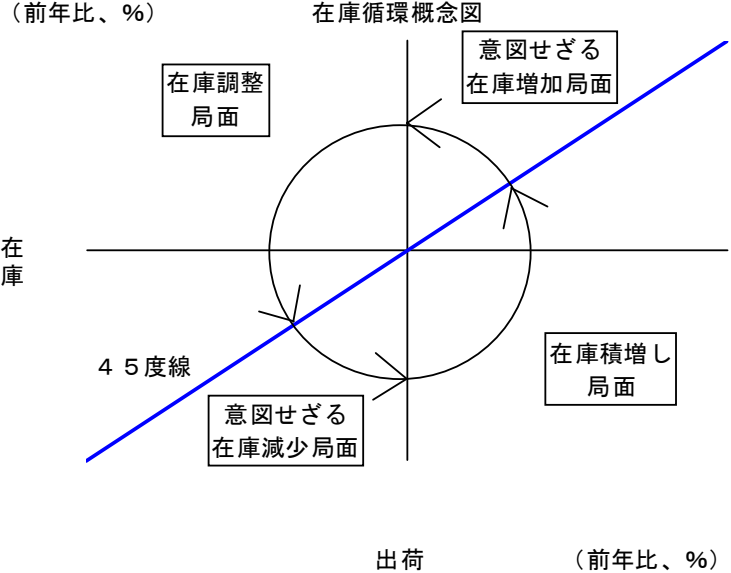 （前年比、%）
在庫循環概念図
意図せざる
在庫増加局面
在庫調整
局面
在
庫
４５度線
在庫積増し
局面
意図せざる
在庫減少局面
出荷
（前年比、%）